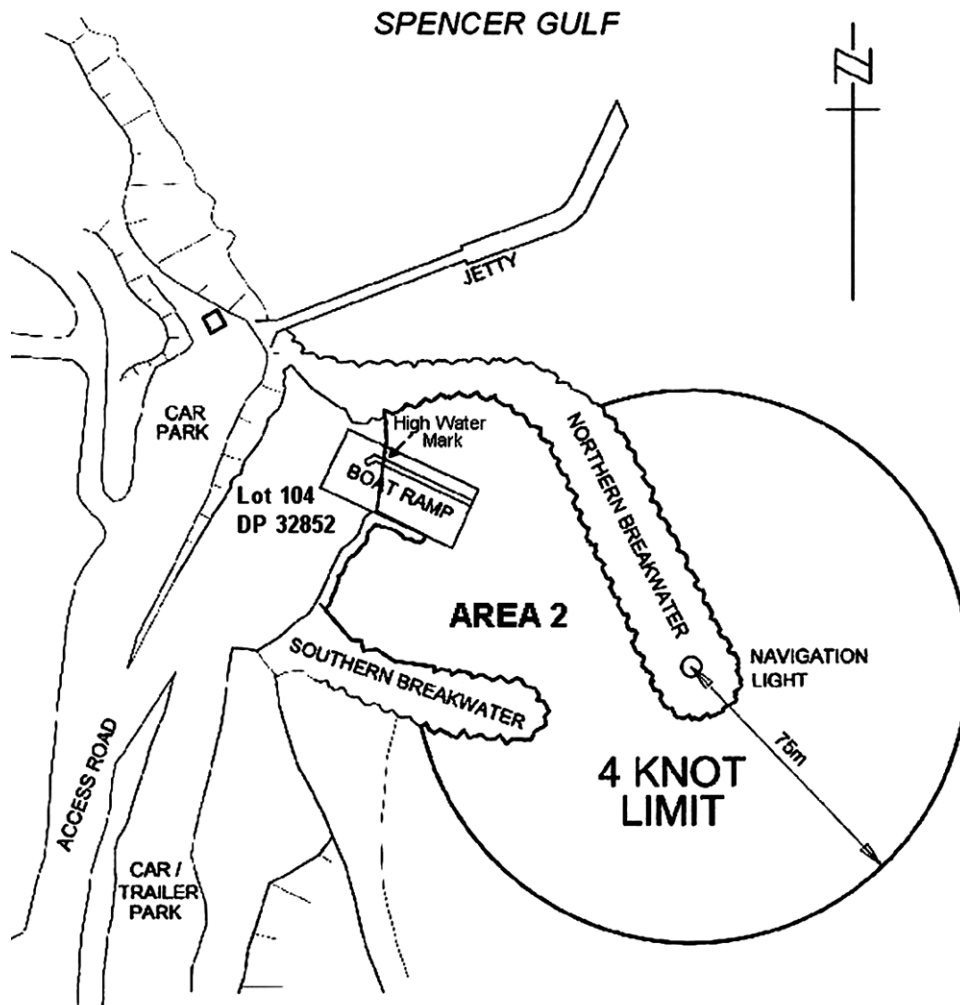 SPENCER GULF
N
JETTY
CAR
PARK
High Water
Mark
BOAT RAMP
Lot 104
DP 32852
NORTHERN BREAKWATER
AREA 2
SOUTHERN BREAKWATER
NAVIGATION
LIGHT
75m
4 KNOT
LIMIT
ACCESS ROAD
CAR /
TRAILER
PARK